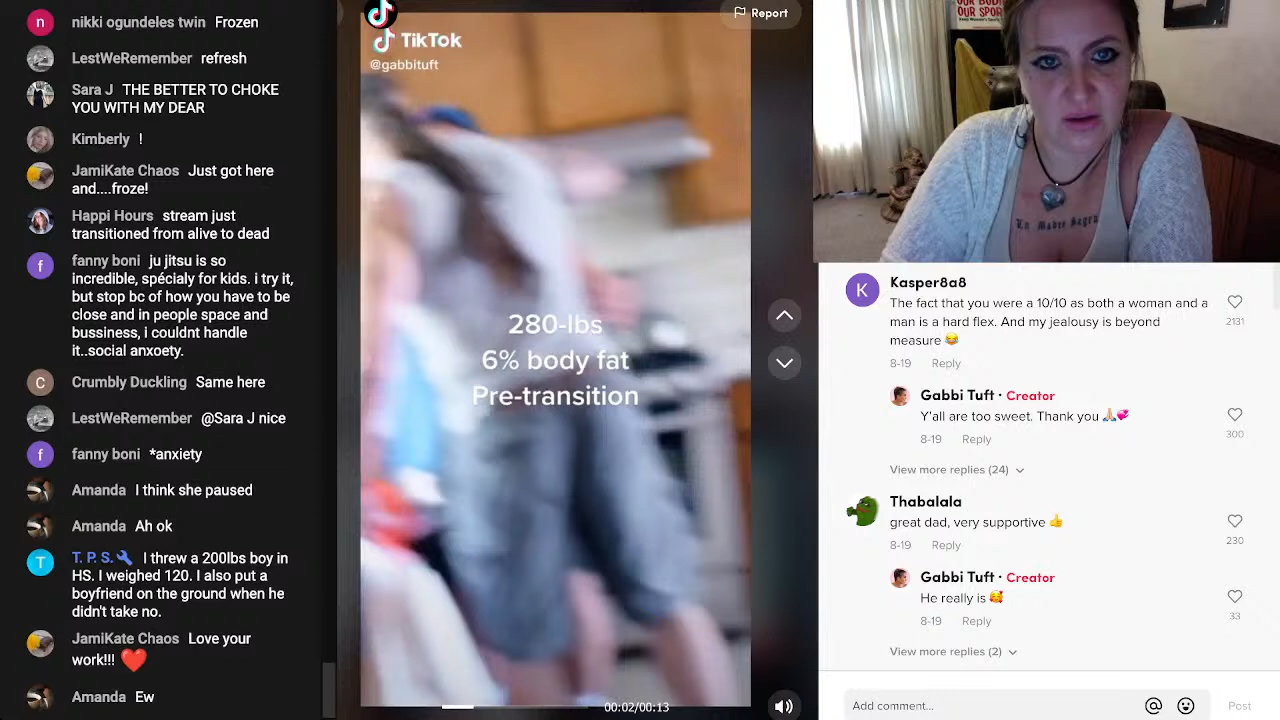 nikki ogundeles twin Frozen
LestWeRemember refresh
Sara J THE BETTER TO CHOKE
YOU WITH MY DEAR
Kimberly !
JamiKate Chaos Just got here
and....froze!
Happi Hours stream just
transitioned from alive to dead
fanny boni ju jitsu is so
incredible, spécialy for kids. i try it,
but stop bc of how you have to be
close and in people space and
bussiness, i couldnt handle
it..social anxoety.
Crumbly Duckling Same here
LestWeRemember @Sara J nice
fanny boni *anxiety
Amanda I think she paused
Amanda Ah ok
T. P. S. I threw a 200lbs boy in
HS. I weighed 120. I also put a
boyfriend on the ground when he
didn't take no.
JamiKate Chaos Love your
work!!! ❤️
Amanda Ew
TikTok
@gabbituft
Report
280-lbs
6% body fat
Pre-transition
00:02/00:13
OUR BODY
OUR SPO
La Madre Sagra
Kasper8a8
The fact that you were a 10/10 as both a woman and a
man is a hard flex. And my jealousy is beyond
measure 😂
2131
8-19 Reply
Gabbi Tuft · Creator
Y'all are too sweet. Thank you 🙏🏼💞
300
8-19 Reply
View more replies (24)
Thabalala
great dad, very supportive 👍
230
8-19 Reply
Gabbi Tuft · Creator
He really is 🥰
33
8-19 Reply
View more replies (2)
Add comment...
Post